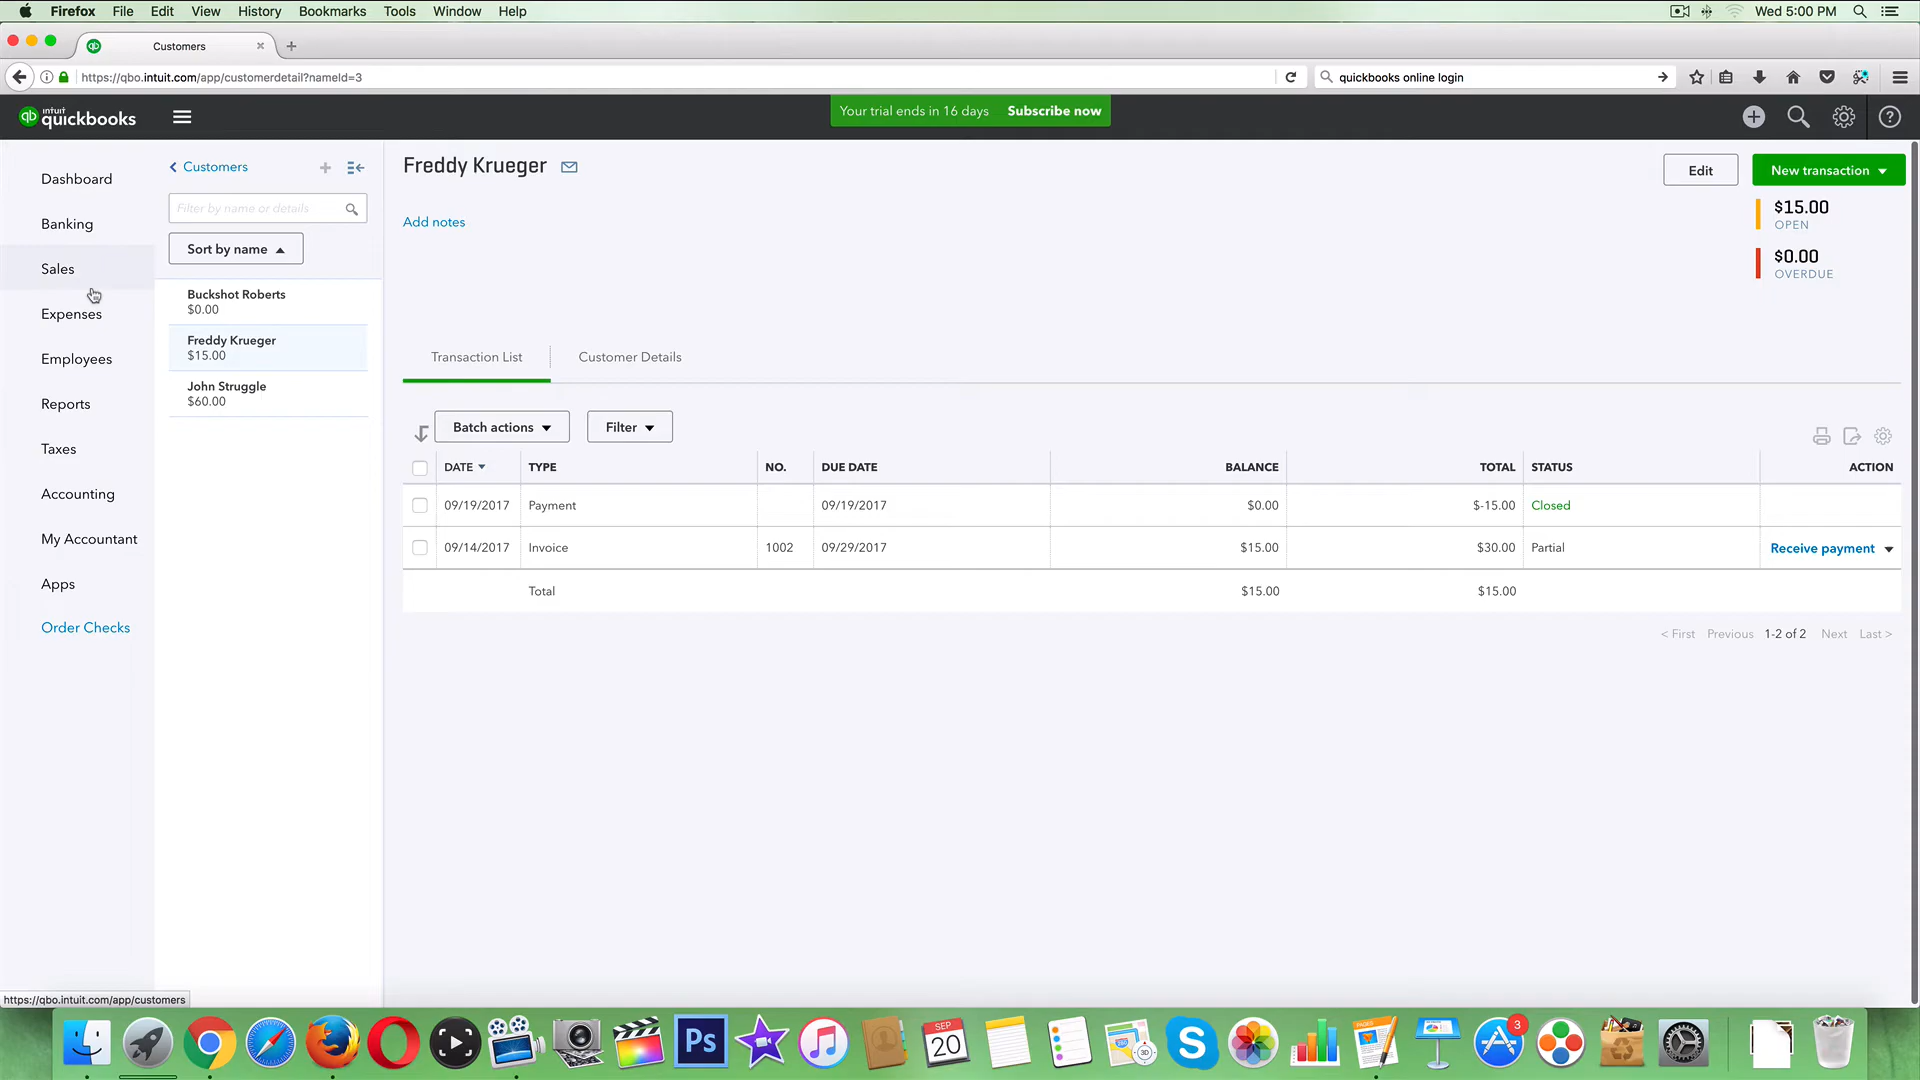 Firefox File Edit View History Bookmarks Tools Window Help Wed 5:00 PM
Customers
https://qbo.intuit.com/app/customerdetail?nameId=3 quickbooks online login
intuit
quickbooks
Your trial ends in 16 days Subscribe now
Dashboard
Banking
Sales
Expenses
Employees
Reports
Taxes
Accounting
My Accountant
Apps
Order Checks
Customers
Filter by name or details
Sort by name
Buckshot Roberts
$0.00
Freddy Krueger
$15.00
John Struggle
$60.00
Freddy Krueger
Edit New transaction
Add notes
$15.00
OPEN
$0.00
OVERDUE
Transaction List Customer Details
Batch actions Filter
DATE TYPE NO. DUE DATE BALANCE TOTAL STATUS ACTION
09/19/2017 Payment 09/19/2017 $0.00 $-15.00 Closed
09/14/2017 Invoice 1002 09/29/2017 $15.00 $30.00 Partial Receive payment
Total $15.00 $15.00
< First Previous 1-2 of 2 Next Last >
https://qbo.intuit.com/app/customers
Ps
SEP
20
3D
3